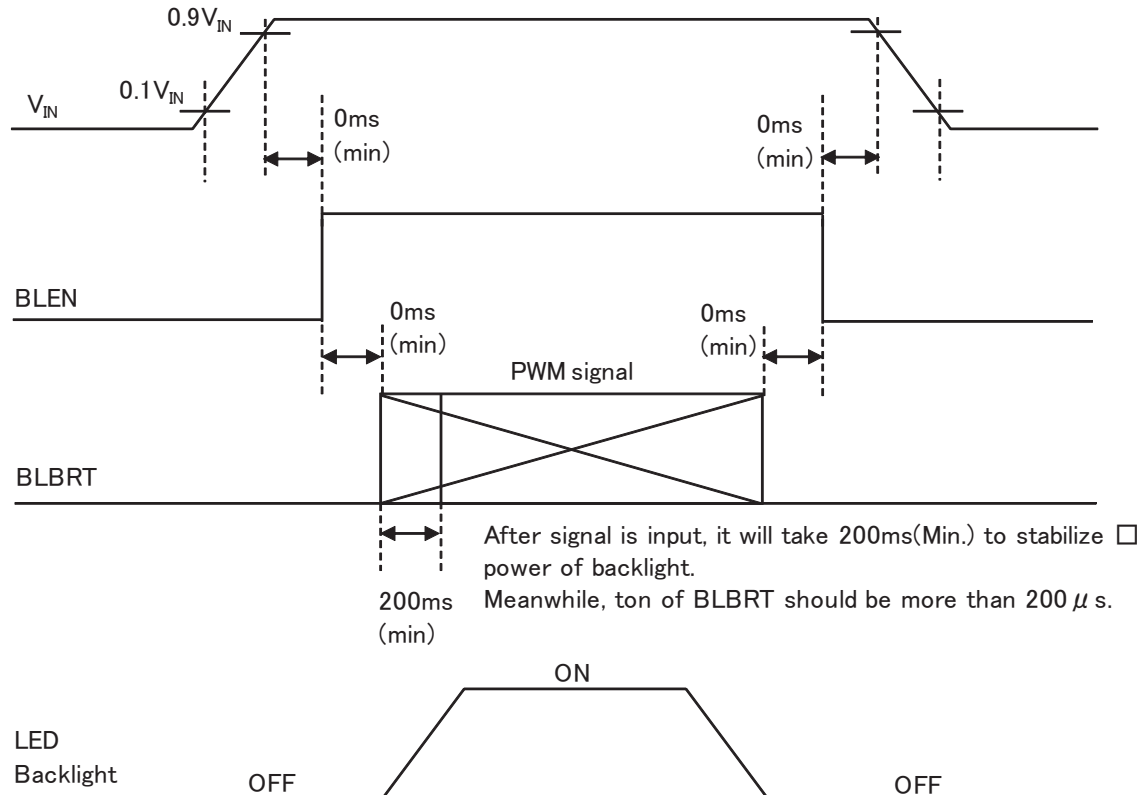 0.9VIN
0.1VIN
VIN
0ms
(min)
0ms
(min)
BLEN
0ms
(min)
0ms
(min)
PWM signal
BLBRT
After signal is input, it will take 200ms(Min.) to stabilize □
power of backlight.
Meanwhile, ton of BLBRT should be more than 200μs.
200ms
(min)
ON
LED
Backlight
OFF
OFF